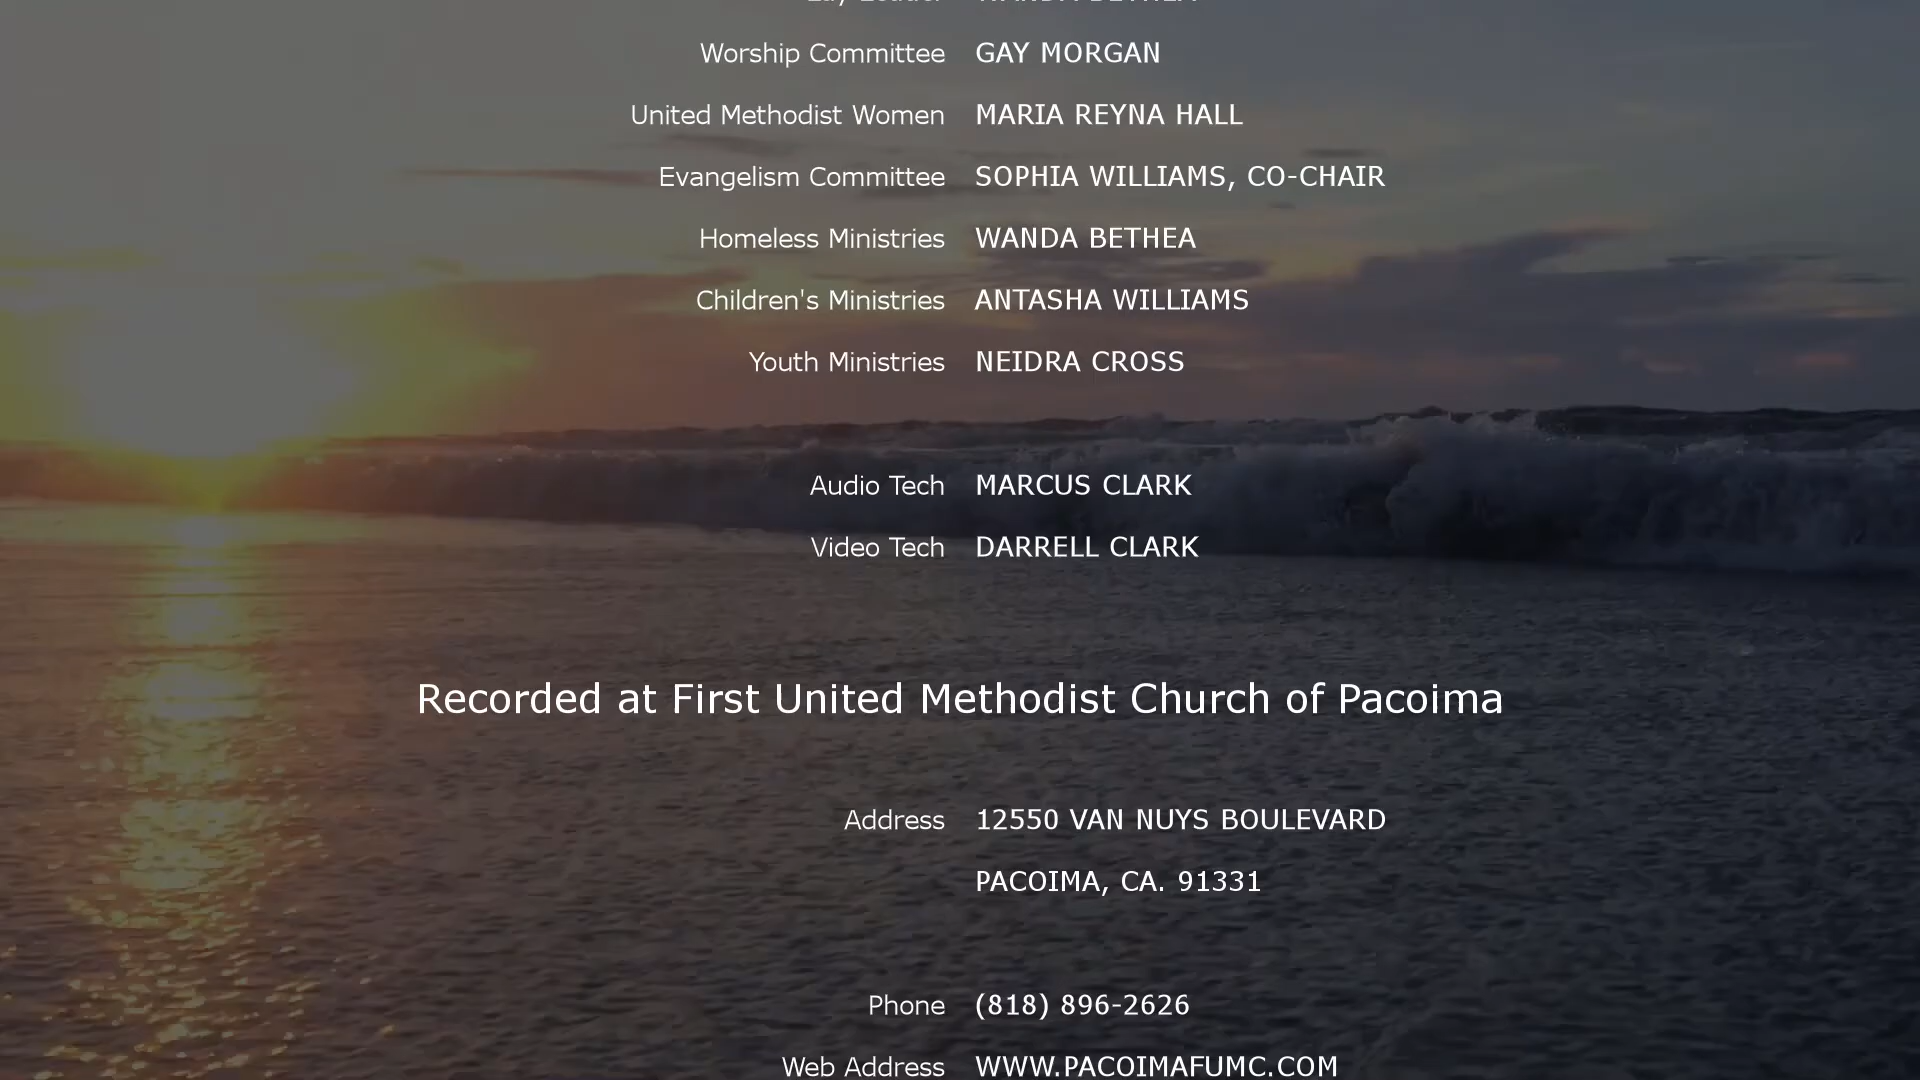 Worship Committee GAY MORGAN
United Methodist Women MARIA REYNA HALL
Evangelism Committee SOPHIA WILLIAMS, CO-CHAIR
Homeless Ministries WANDA BETHEA
Children's Ministries ANTASHA WILLIAMS
Youth Ministries NEIDRA CROSS
Audio Tech MARCUS CLARK
Video Tech DARRELL CLARK
Recorded at First United Methodist Church of Pacoima
Address 12550 VAN NUYS BOULEVARD
PACOIMA, CA. 91331
Phone (818) 896-2626
Web Address WWW.PACOIMAFUMC.COM